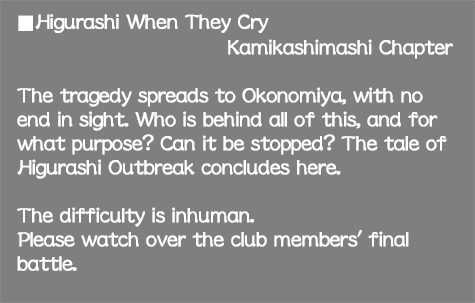 ■Higurashi When They Cry
Kamikashimashi Chapter
The tragedy spreads to Okonomiya, with no
end in sight. Who is behind all of this, and for
what purpose? Can it be stopped? The tale of
Higurashi Outbreak concludes here.
The difficulty is inhuman.
Please watch over the club members' final
battle.